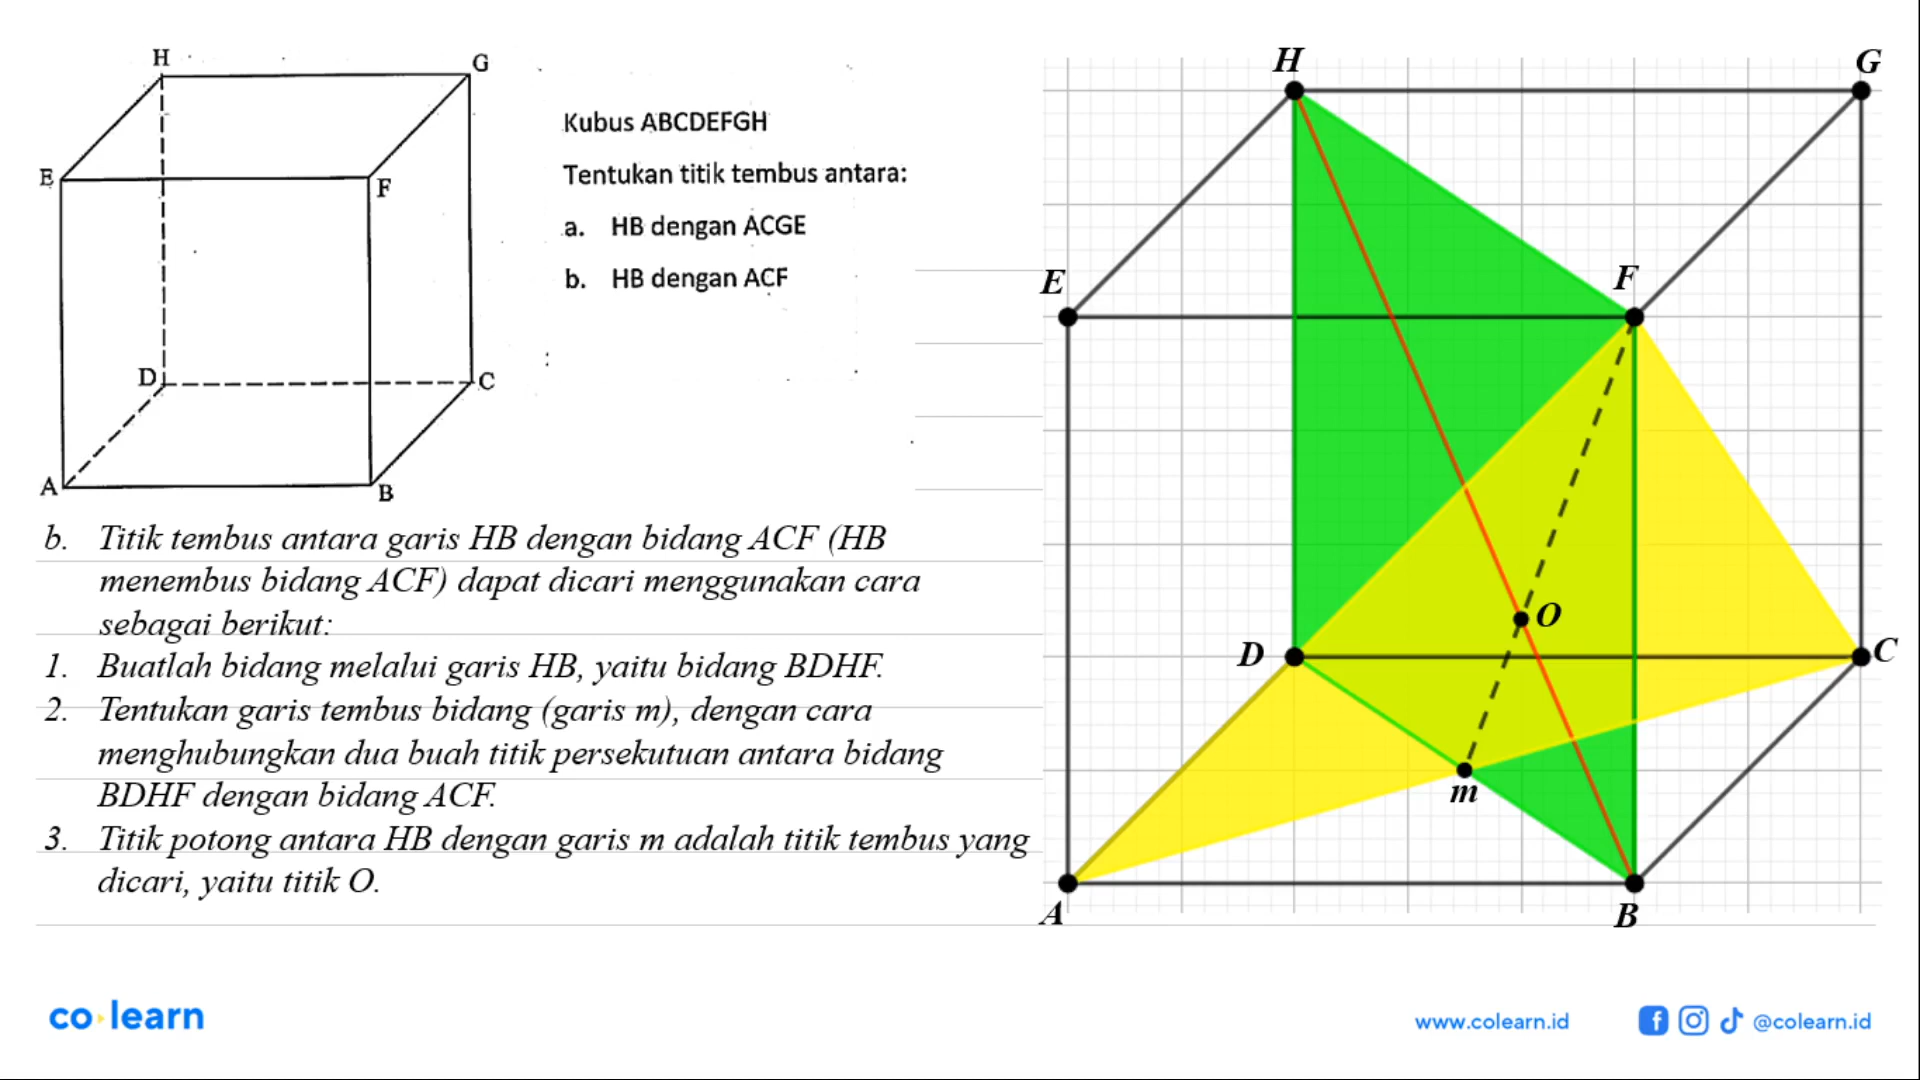 H
G
E
F
D
C
A
B
Kubus ABCDEFGH
Tentukan titik tembus antara:
a. HB dengan ACGE
b. HB dengan ACF
b. Titik tembus antara garis HB dengan bidang ACF (HB
menembus bidang ACF) dapat dicari menggunakan cara
sebagai berikut:
1. Buatlah bidang melalui garis HB, yaitu bidang BDHF.
2. Tentukan garis tembus bidang (garis m), dengan cara
menghubungkan dua buah titik persekutuan antara bidang
BDHF dengan bidang ACF.
3. Titik potong antara HB dengan garis m adalah titik tembus yang
dicari, yaitu titik O.
H
G
E
F
O
D
C
m
A
B
co learn
www.colearn.id
@colearn.id